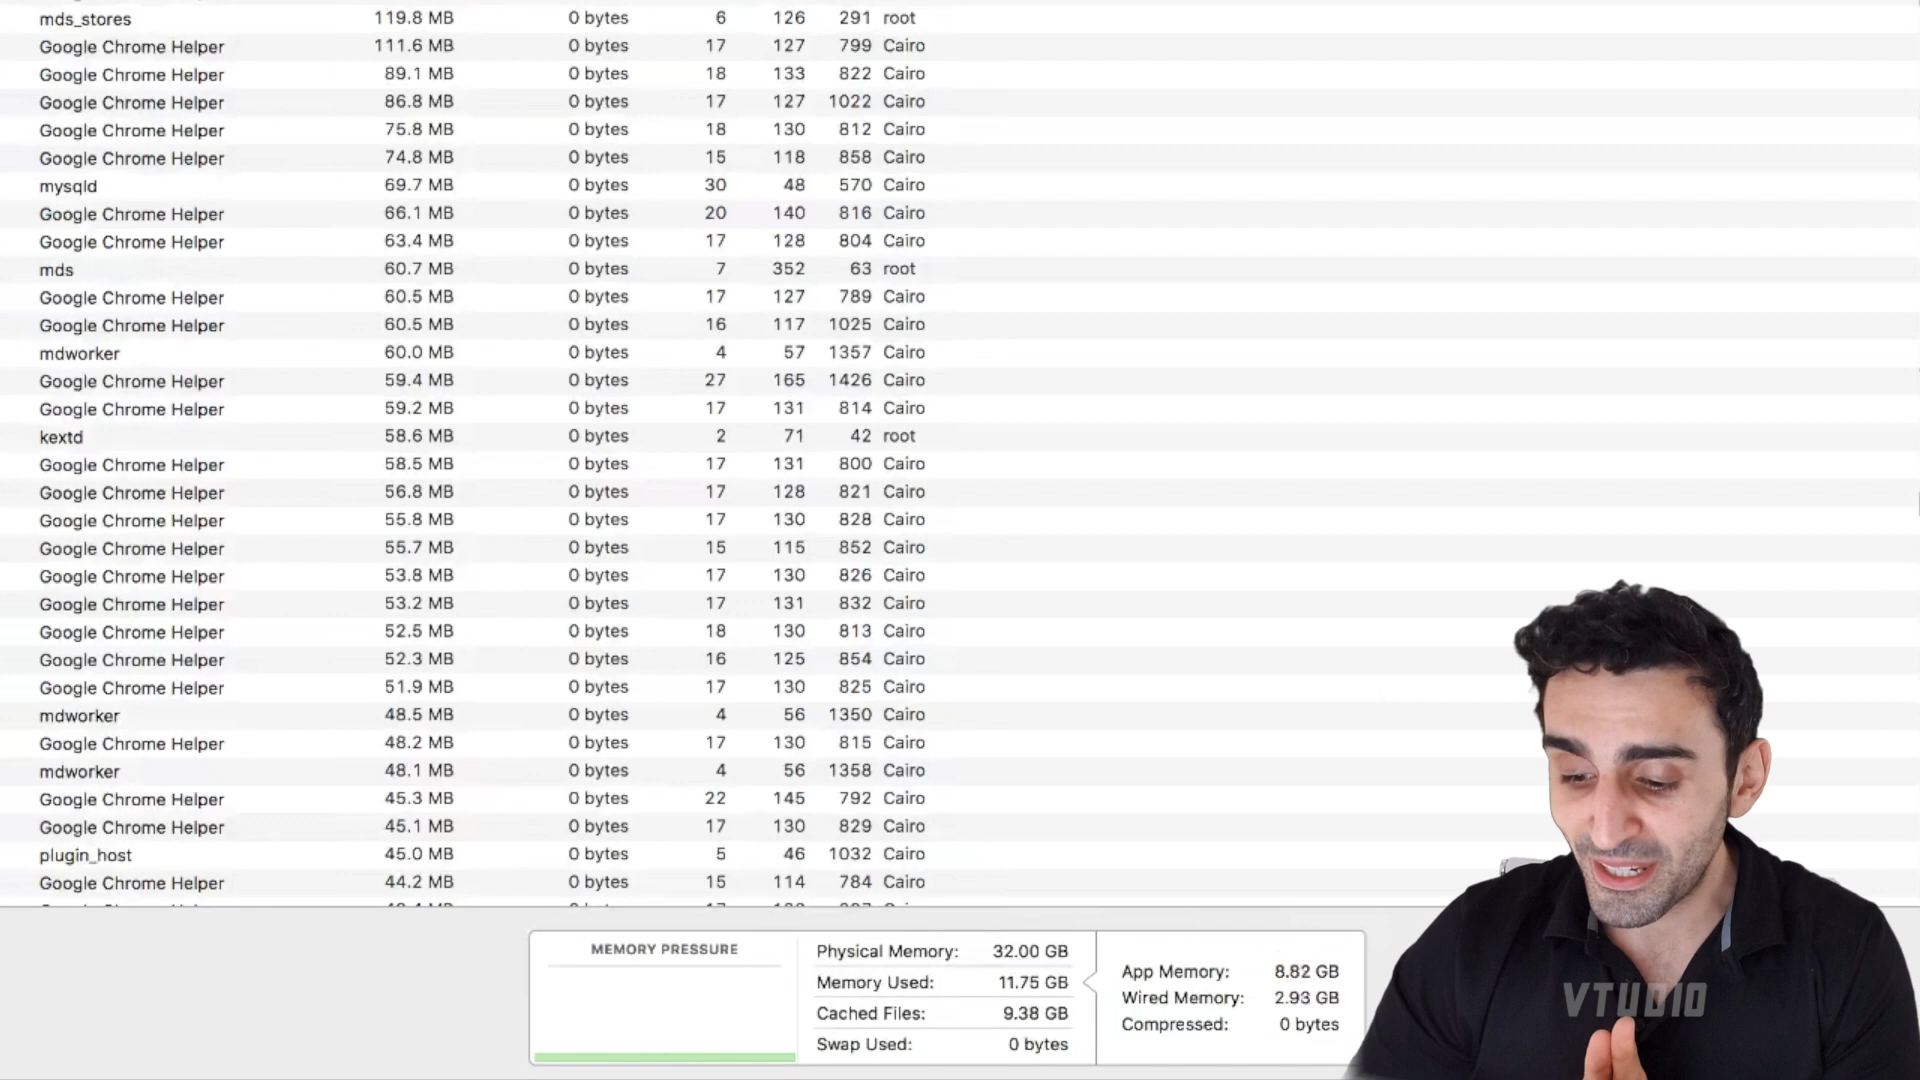 mds_stores 119.8 MB 0 bytes 6 126 291 root
Google Chrome Helper 111.6 MB 0 bytes 17 127 799 Cairo
Google Chrome Helper 89.1 MB 0 bytes 18 133 822 Cairo
Google Chrome Helper 86.8 MB 0 bytes 17 127 1022 Cairo
Google Chrome Helper 75.8 MB 0 bytes 18 130 812 Cairo
Google Chrome Helper 74.8 MB 0 bytes 15 118 858 Cairo
mysqld 69.7 MB 0 bytes 30 48 570 Cairo
Google Chrome Helper 66.1 MB 0 bytes 20 140 816 Cairo
Google Chrome Helper 63.4 MB 0 bytes 17 128 804 Cairo
mds 60.7 MB 0 bytes 7 352 63 root
Google Chrome Helper 60.5 MB 0 bytes 17 127 789 Cairo
Google Chrome Helper 60.5 MB 0 bytes 16 117 1025 Cairo
mdworker 60.0 MB 0 bytes 4 57 1357 Cairo
Google Chrome Helper 59.4 MB 0 bytes 27 165 1426 Cairo
Google Chrome Helper 59.2 MB 0 bytes 17 131 814 Cairo
kextd 58.6 MB 0 bytes 2 71 42 root
Google Chrome Helper 58.5 MB 0 bytes 17 131 800 Cairo
Google Chrome Helper 56.8 MB 0 bytes 17 128 821 Cairo
Google Chrome Helper 55.8 MB 0 bytes 17 130 828 Cairo
Google Chrome Helper 55.7 MB 0 bytes 15 115 852 Cairo
Google Chrome Helper 53.8 MB 0 bytes 17 130 826 Cairo
Google Chrome Helper 53.2 MB 0 bytes 17 131 832 Cairo
Google Chrome Helper 52.5 MB 0 bytes 18 130 813 Cairo
Google Chrome Helper 52.3 MB 0 bytes 16 125 854 Cairo
Google Chrome Helper 51.9 MB 0 bytes 17 130 825 Cairo
mdworker 48.5 MB 0 bytes 4 56 1350 Cairo
Google Chrome Helper 48.2 MB 0 bytes 17 130 815 Cairo
mdworker 48.1 MB 0 bytes 4 56 1358 Cairo
Google Chrome Helper 45.3 MB 0 bytes 22 145 792 Cairo
Google Chrome Helper 45.1 MB 0 bytes 17 130 829 Cairo
plugin_host 45.0 MB 0 bytes 5 46 1032 Cairo
Google Chrome Helper 44.2 MB 0 bytes 15 114 784 Cairo
MEMORY PRESSURE
Physical Memory: 32.00 GB
Memory Used: 11.75 GB
Cached Files: 9.38 GB
Swap Used: 0 bytes
App Memory: 8.82 GB
Wired Memory: 2.93 GB
Compressed: 0 bytes
VTUDIO